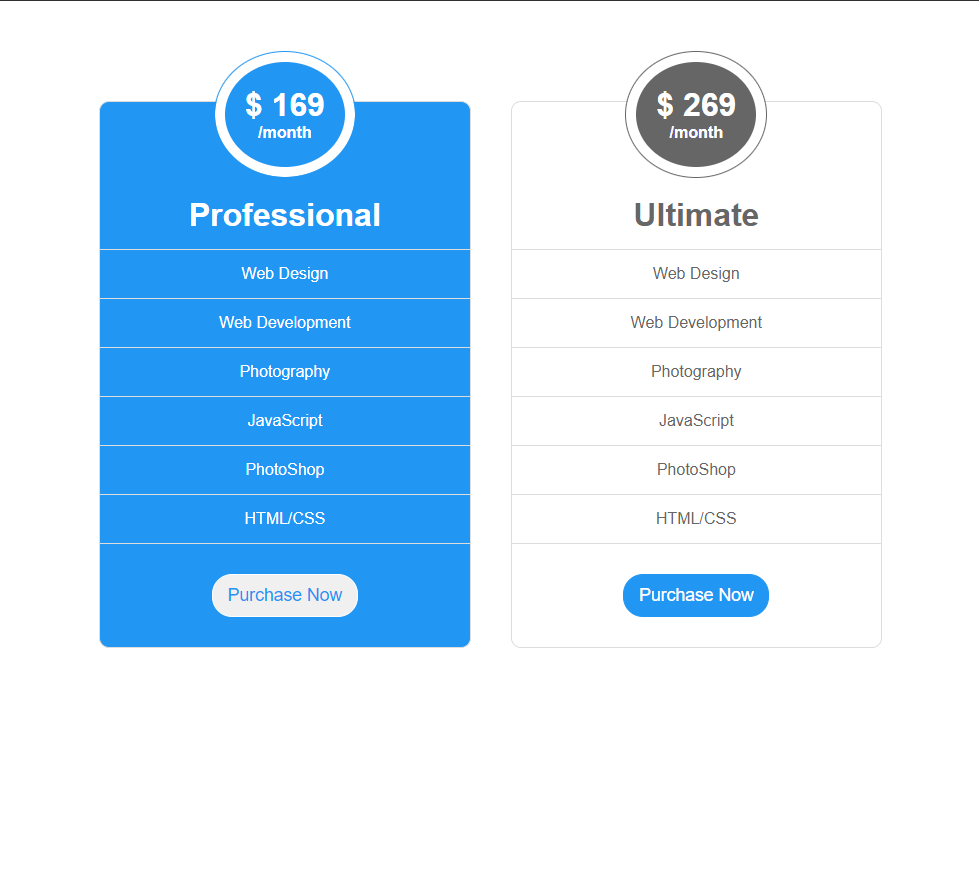 $ 169
/month
Professional
Web Design
Web Development
Photography
JavaScript
PhotoShop
HTML/CSS
Purchase Now
$ 269
/month
Ultimate
Web Design
Web Development
Photography
JavaScript
PhotoShop
HTML/CSS
Purchase Now